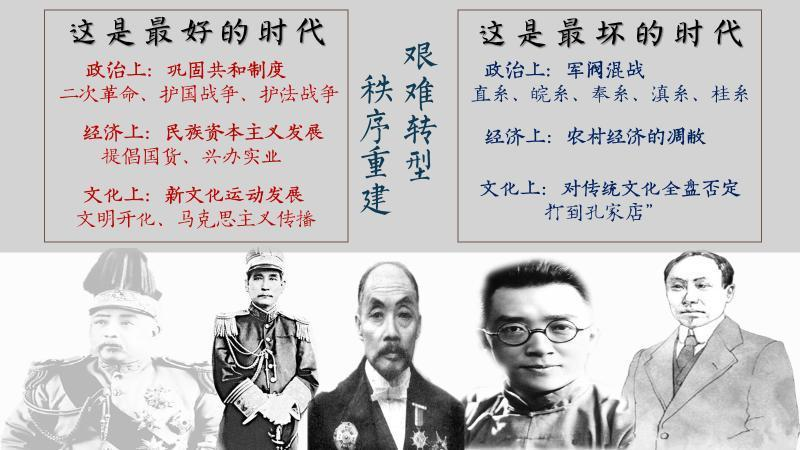 这是最好的时代
政治上：巩固共和制度
二次革命、护国战争、护法战争
经济上：民族资本主义发展
提倡国货、兴办实业
文化上：新文化运动发展
文明开化、马克思主义传播
艰难转型
秩序重建
这是最坏的时代
政治上：军阀混战
直系、皖系、奉系、滇系、桂系
经济上：农村经济的凋敝
文化上：对传统文化全盘否定
打到孔家店”